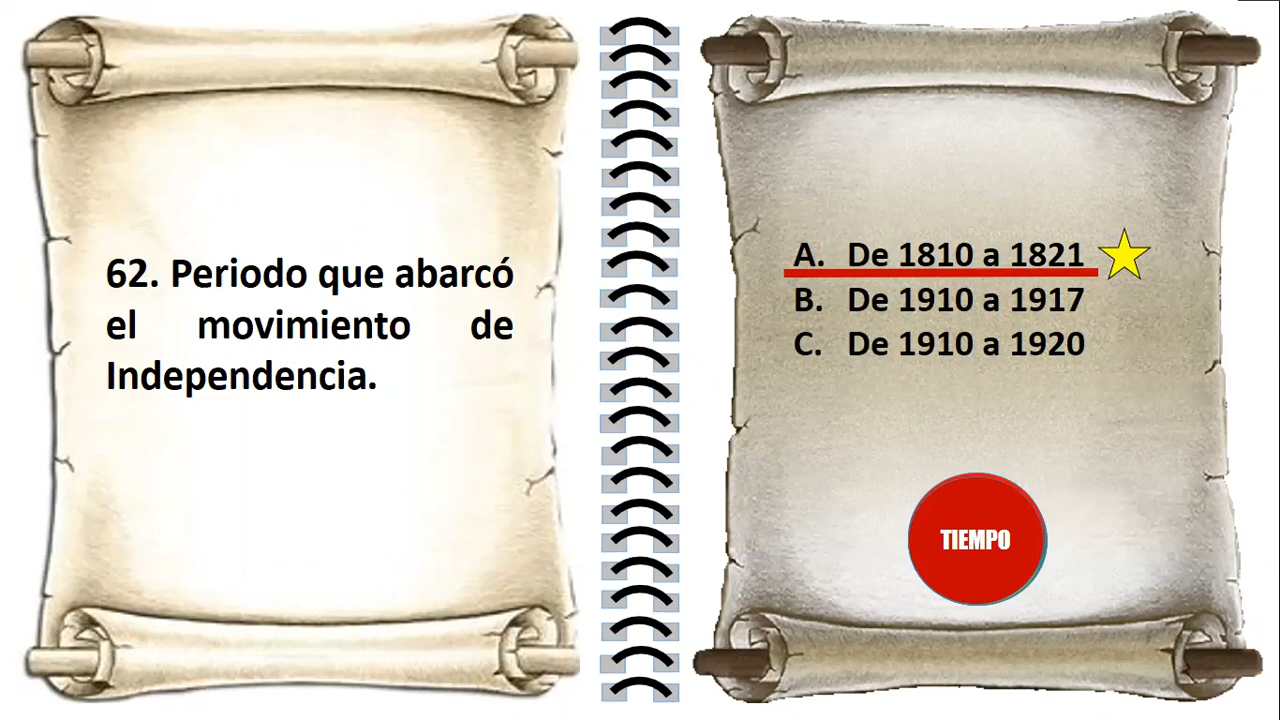 62. Periodo que abarcó
el movimiento de
Independencia.
A. De 1810 a 1821
B. De 1910 a 1917
C. De 1910 a 1920
TIEMPO